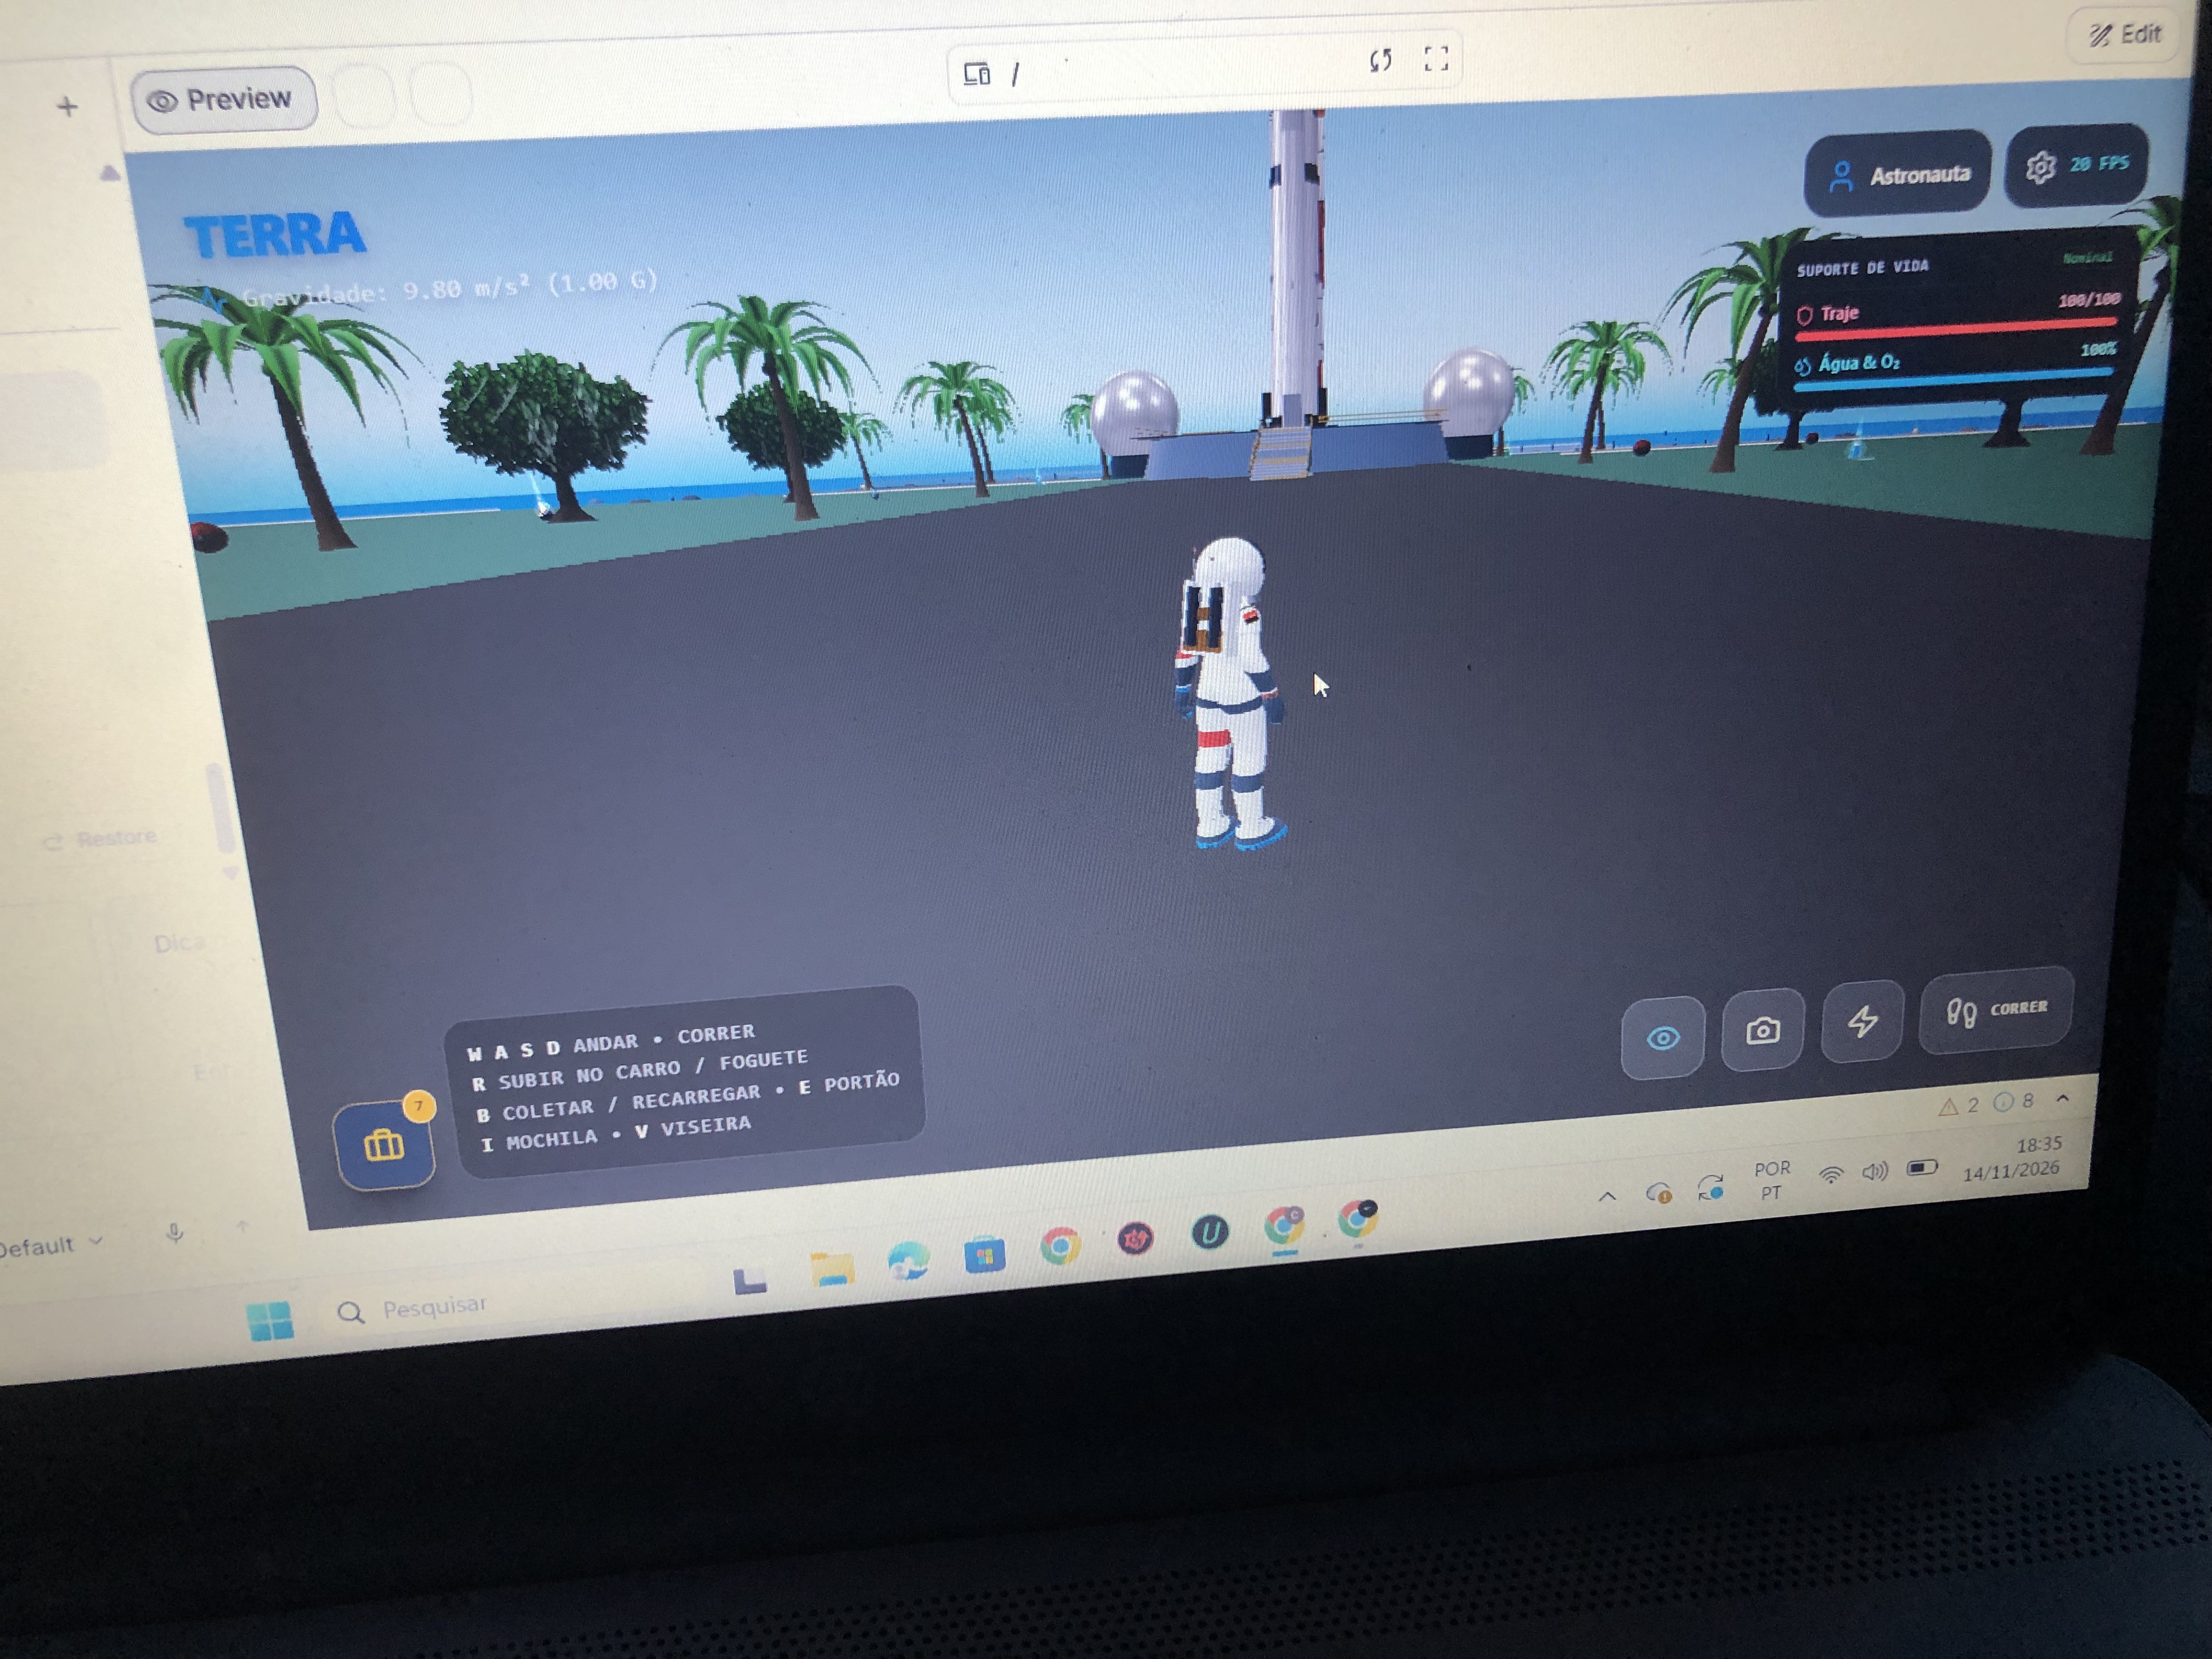 Preview
/
Edit
TERRA
Gravidade: 9.80 m/s² (1.00 G)
Astronauta
20 FPS
SUPORTE DE VIDA
Nominal
Traje
100/100
Água & O₂
100%
Restore
Dica
W A S D ANDAR • CORRER
R SUBIR NO CARRO / FOGUETE
B COLETAR / RECARREGAR • E PORTÃO
I MOCHILA • V VISEIRA
7
CORRER
2
8
Default
Pesquisar
POR
PT
18:35
14/11/2026